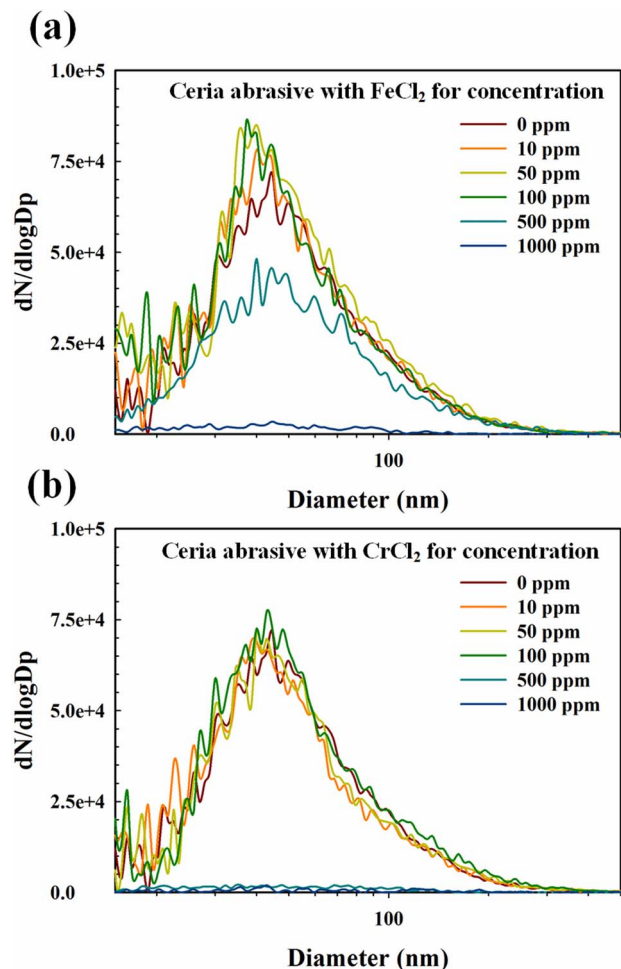 (a)
Ceria abrasive with FeCl₂ for concentration
0 ppm
10 ppm
50 ppm
100 ppm
500 ppm
1000 ppm
1.0e+5
7.5e+4
5.0e+4
2.5e+4
0.0
dN/dlogDp
100
Diameter (nm)
(b)
Ceria abrasive with CrCl₂ for concentration
0 ppm
10 ppm
50 ppm
100 ppm
500 ppm
1000 ppm
1.0e+5
7.5e+4
5.0e+4
2.5e+4
0.0
dN/dlogDp
100
Diameter (nm)